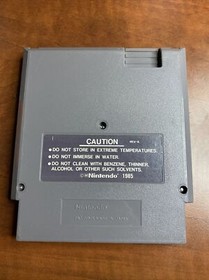 CAUTION
●DO NOT STORE IN EXTREME TEMPERATURES.
●DO NOT IMMERSE IN WATER.
●DO NOT CLEAN WITH BENZENE, THINNER,
ALCOHOL OR OTHER SUCH SOLVENTS.
©®Nintendo® 1985